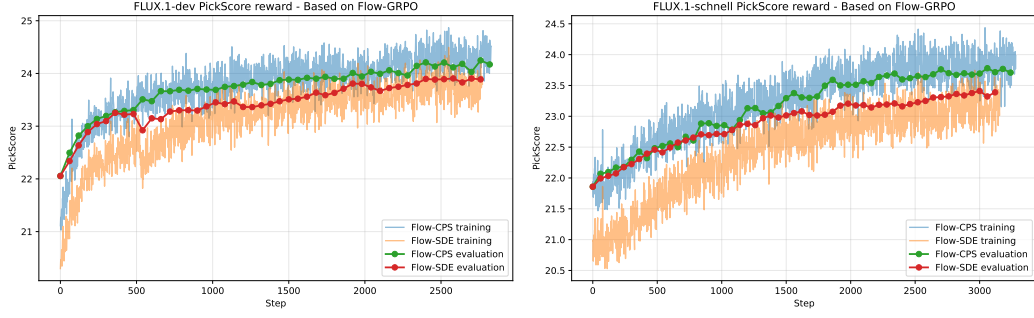 FLUX.1-dev PickScore reward - Based on Flow-GRPO
25
24
23
22
21
PickScore
0
500
1000
1500
2000
2500
Step
Flow-CPS training
Flow-SDE training
Flow-CPS evaluation
Flow-SDE evaluation
FLUX.1-schnell PickScore reward - Based on Flow-GRPO
24.5
24.0
23.5
23.0
22.5
22.0
21.5
21.0
20.5
PickScore
0
500
1000
1500
2000
2500
3000
Step
Flow-CPS training
Flow-SDE training
Flow-CPS evaluation
Flow-SDE evaluation